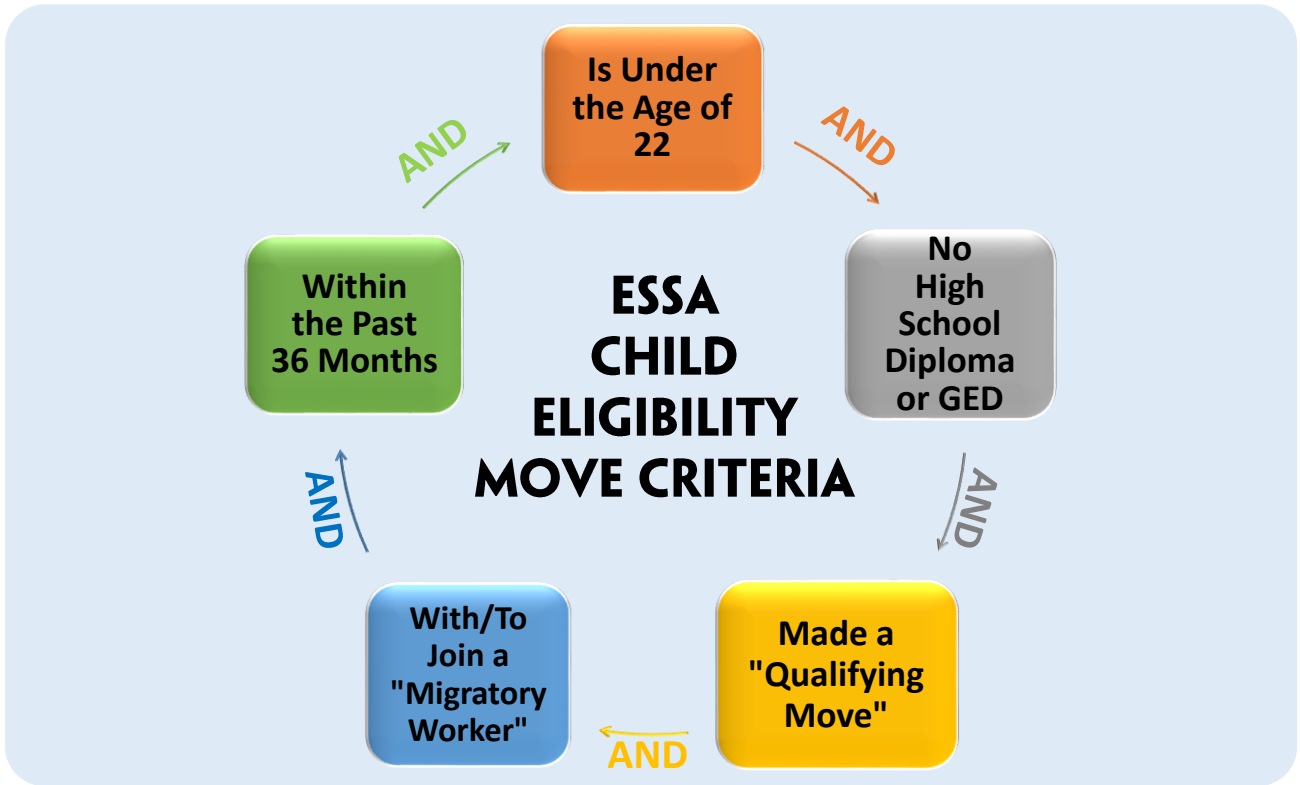 Is Under
the Age of
22
AND
No
High
School
Diploma
or GED
AND
Made a
"Qualifying
Move"
AND
With/To
Join a
"Migratory
Worker"
AND
Within
the Past
36 Months
AND
ESSA
CHILD
ELIGIBILITY
MOVE CRITERIA